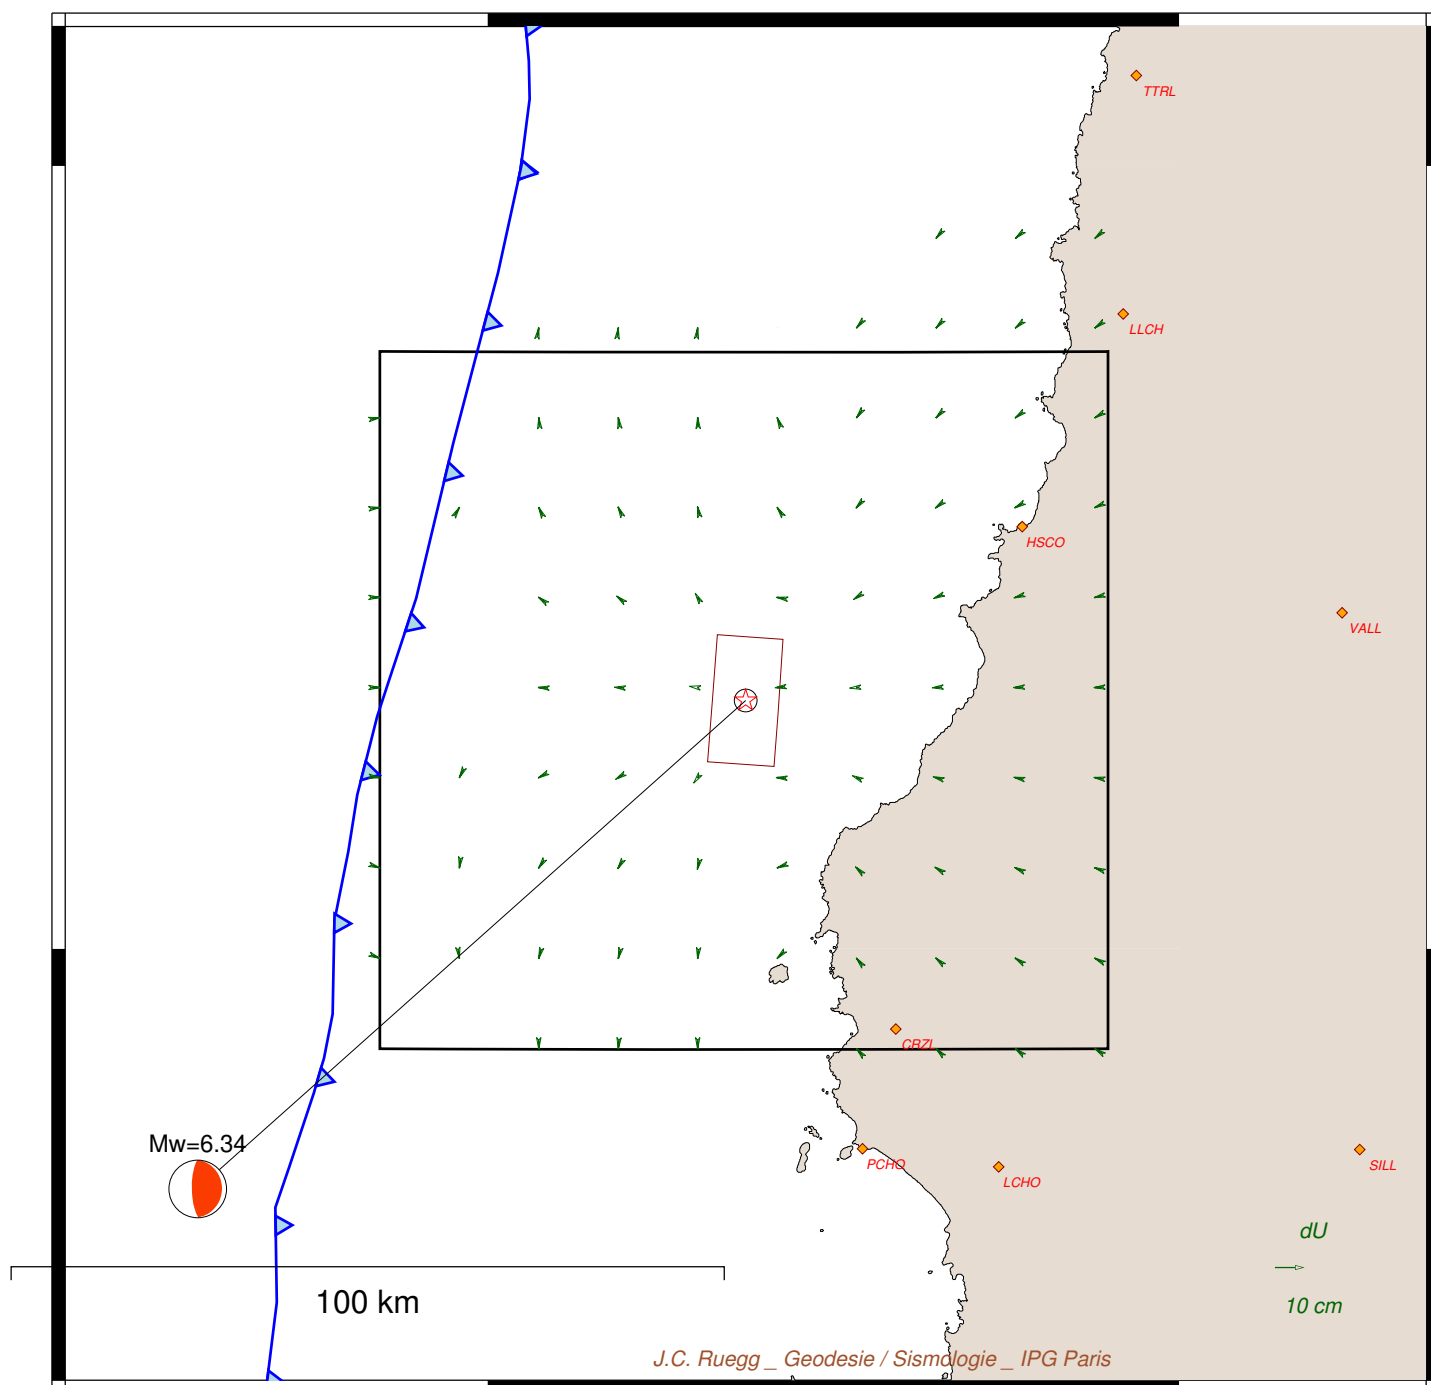 TTRL
LLCH
HSCO
VALL
CRZL
Mw=6.34
PCHO
LCHO
SILL
dU
100 km
10 cm
J.C. Ruegg _ Geodesie / Sismologie _ IPG Paris